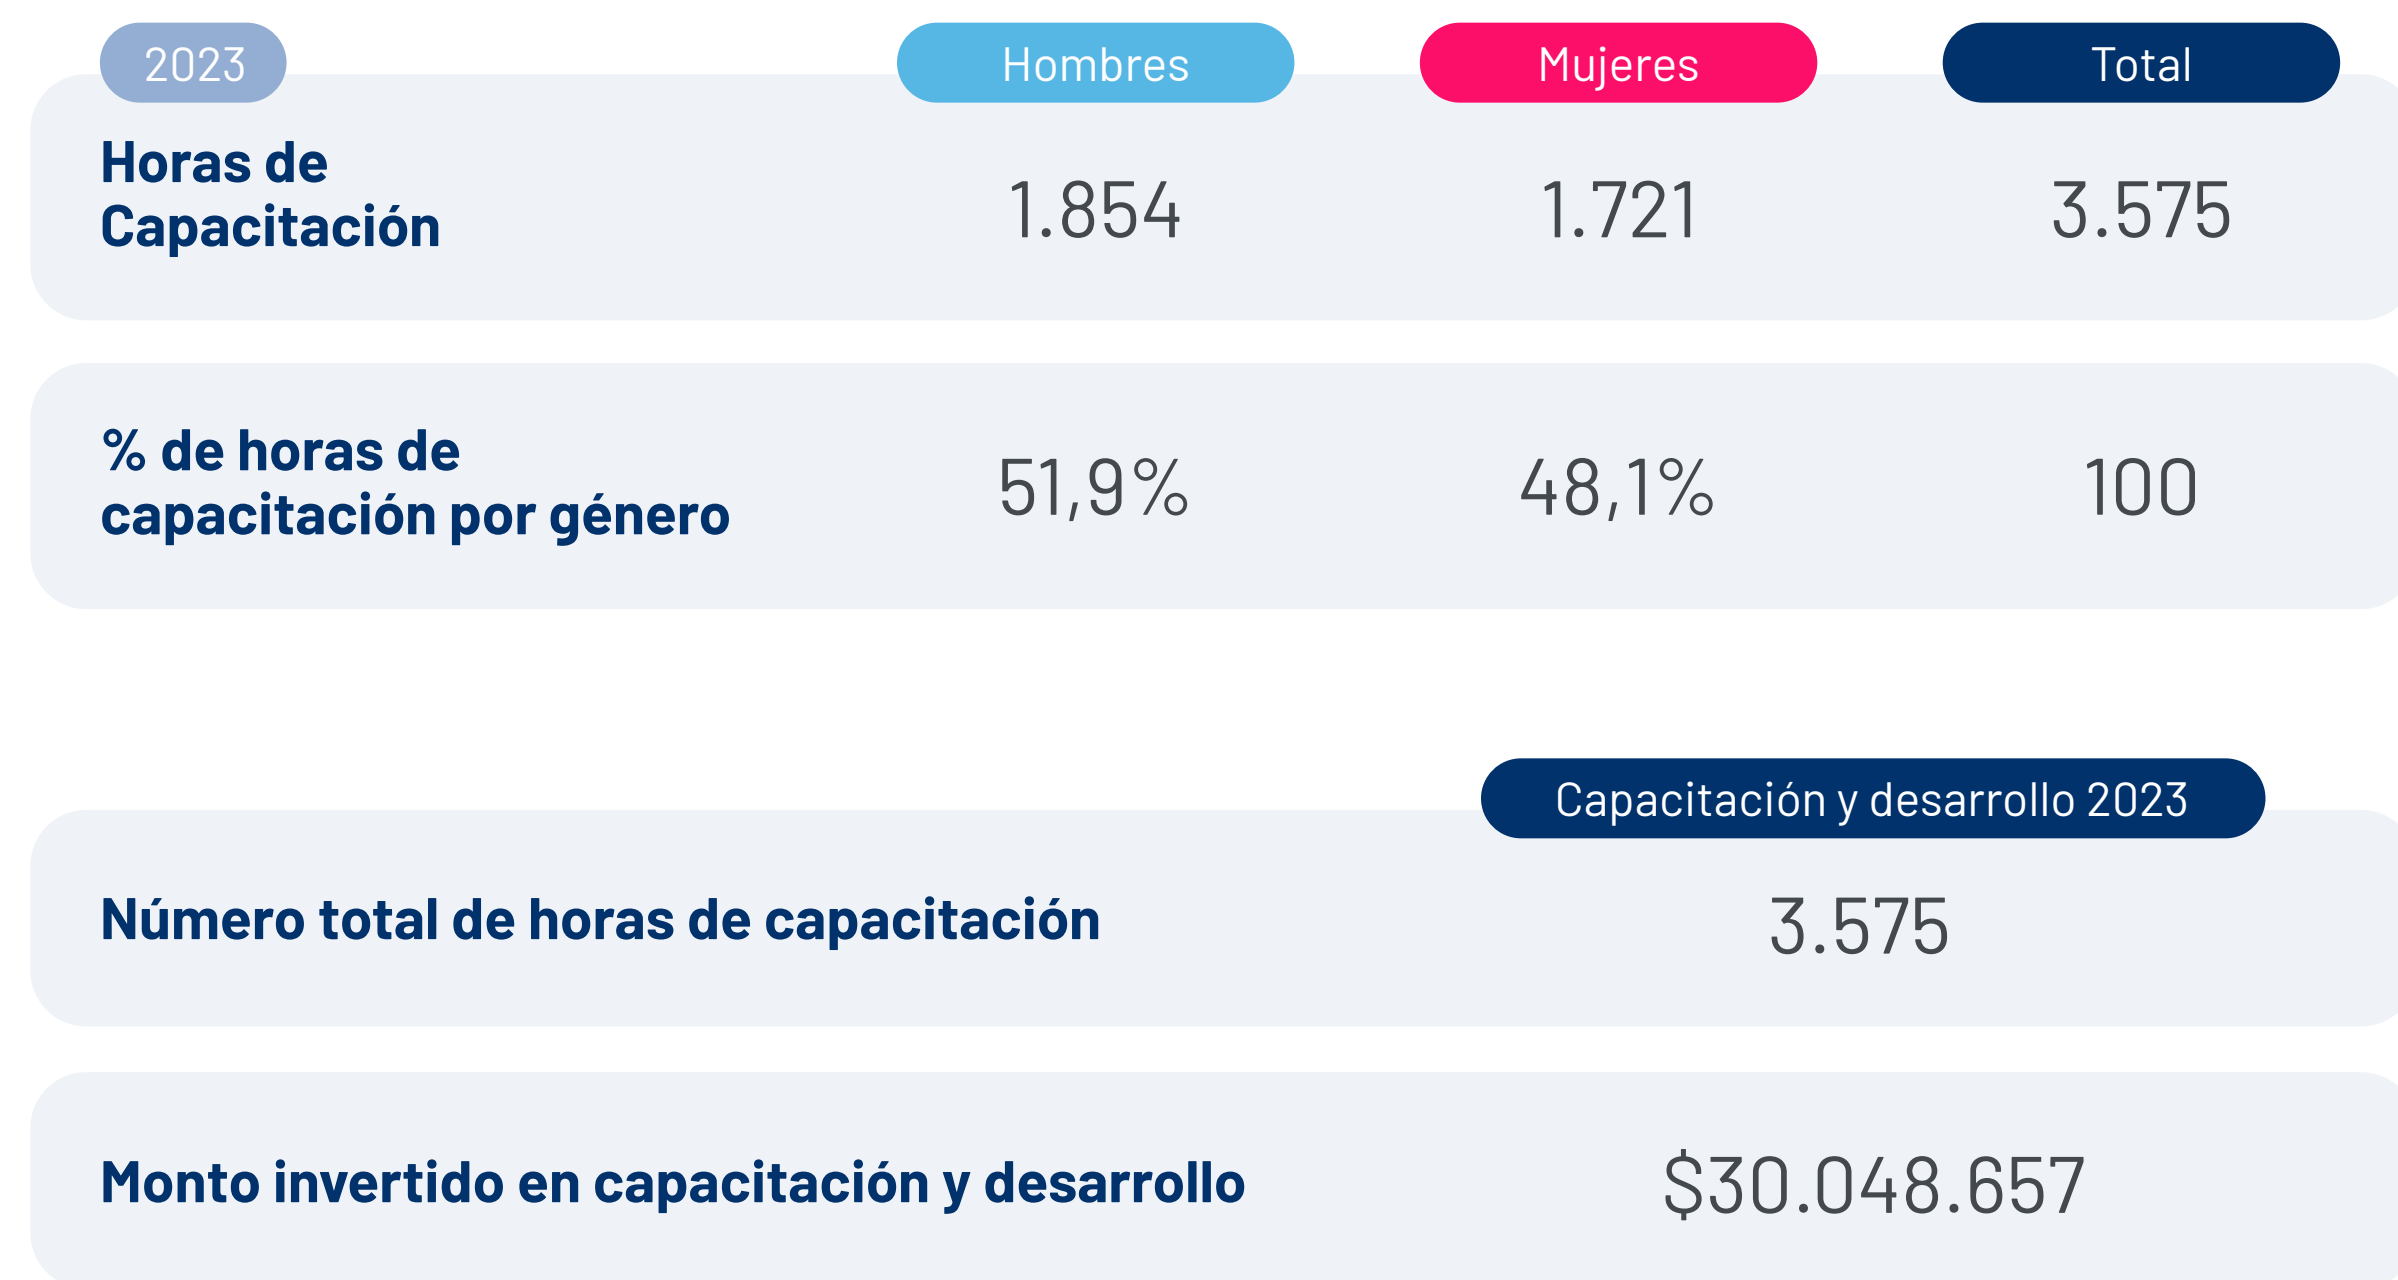 2023 Hombres Mujeres Total
Horas de
Capacitación
1.854 1.721 3.575
% de horas de
capacitación por género
51,9% 48,1% 100
Capacitación y desarrollo 2023
Número total de horas de capacitación 3.575
Monto invertido en capacitación y desarrollo $30.048.657